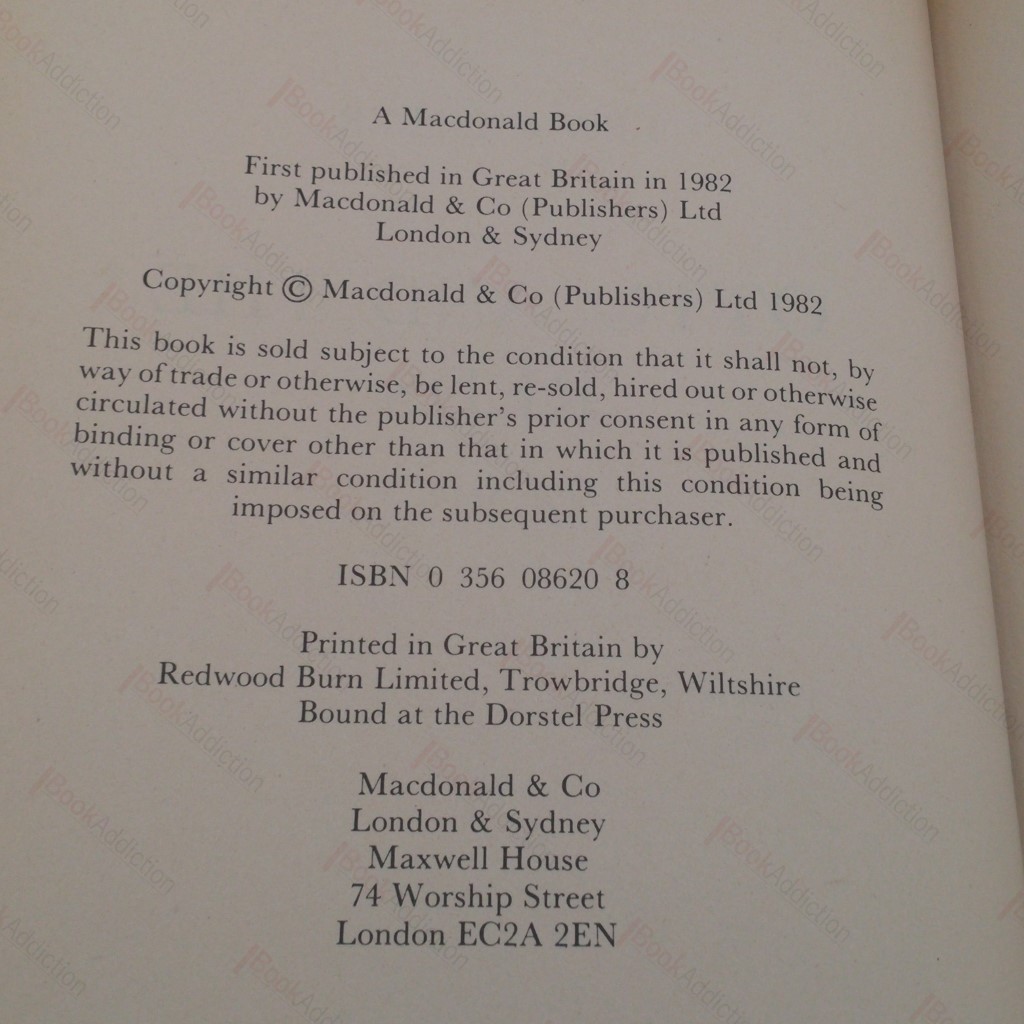 A Macdonald Book
First published in Great Britain in 1982
by Macdonald & Co (Publishers) Ltd
London & Sydney
Copyright © Macdonald & Co (Publishers) Ltd 1982
This book is sold subject to the condition that it shall not, by
way of trade or otherwise, be lent, re-sold, hired out or otherwise
circulated without the publisher's prior consent in any form of
binding or cover other than that in which it is published and
without a similar condition including this condition being
imposed on the subsequent purchaser.
ISBN 0 356 08620 8
Printed in Great Britain by
Redwood Burn Limited, Trowbridge, Wiltshire
Bound at the Dorstel Press
Macdonald & Co
London & Sydney
Maxwell House
74 Worship Street
London EC2A 2EN
BookAddiction